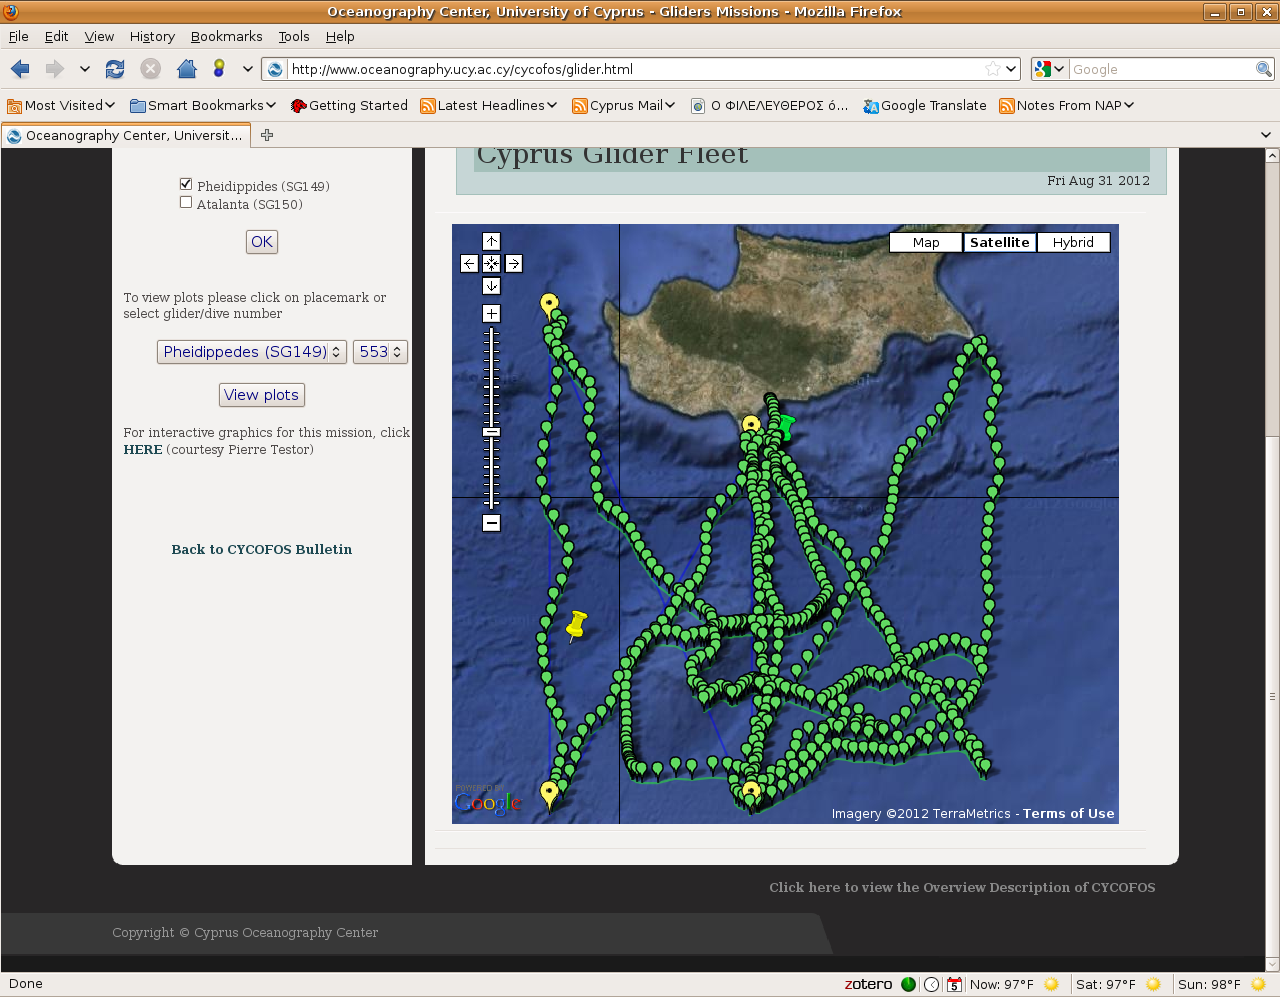 Oceanography Center, University of Cyprus - Gliders Missions - Mozilla Firefox
File Edit View History Bookmarks Tools Help
http://www.oceanography.ucy.ac.cy/cycofos/glider.html
Google
Most Visited Smart Bookmarks Getting Started Latest Headlines Cyprus Mail Ο ΦΙΛΕΛΕΥΘΕΡΟΣ ό... Google Translate Notes From NAP
Oceanography Center, Universit...
Cyprus Glider Fleet
Fri Aug 31 2012
Pheidippides (SG149)
Atalanta (SG150)
OK
To view plots please click on placemark or
select glider/dive number
Pheidippedes (SG149) 553
View plots
For interactive graphics for this mission, click
HERE (courtesy Pierre Testor)
Back to CYCOFOS Bulletin
Map Satellite Hybrid
POWERED BY
Google
Imagery ©2012 TerraMetrics - Terms of Use
Click here to view the Overview Description of CYCOFOS
Copyright © Cyprus Oceanography Center
Done
zotero 5 Now: 97°F Sat: 97°F Sun: 98°F